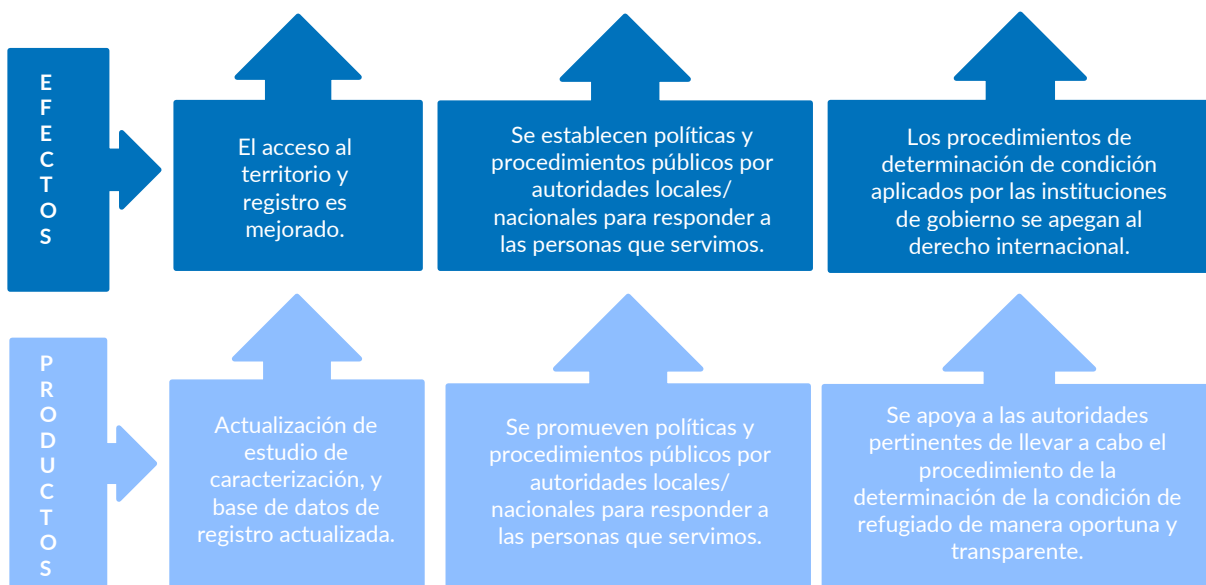 EFECTOS
El acceso al
territorio y
registro es
mejorado.
Se establecen políticas y
procedimientos públicos por
autoridades locales/
nacionales para responder a
las personas que servimos.
Los procedimientos de
determinación de condición
aplicados por las instituciones
de gobierno se apegan al
derecho internacional.
PRODUCTOS
Actualización de
estudio de
caracterización, y
base de datos de
registro actualizada.
Se promueven políticas y
procedimientos públicos por
autoridades locales/
nacionales para responder a
las personas que servimos.
Se apoya a las autoridades
pertinentes de llevar a cabo el
procedimiento de la
determinación de la condición de
refugiado de manera oportuna y
transparente.